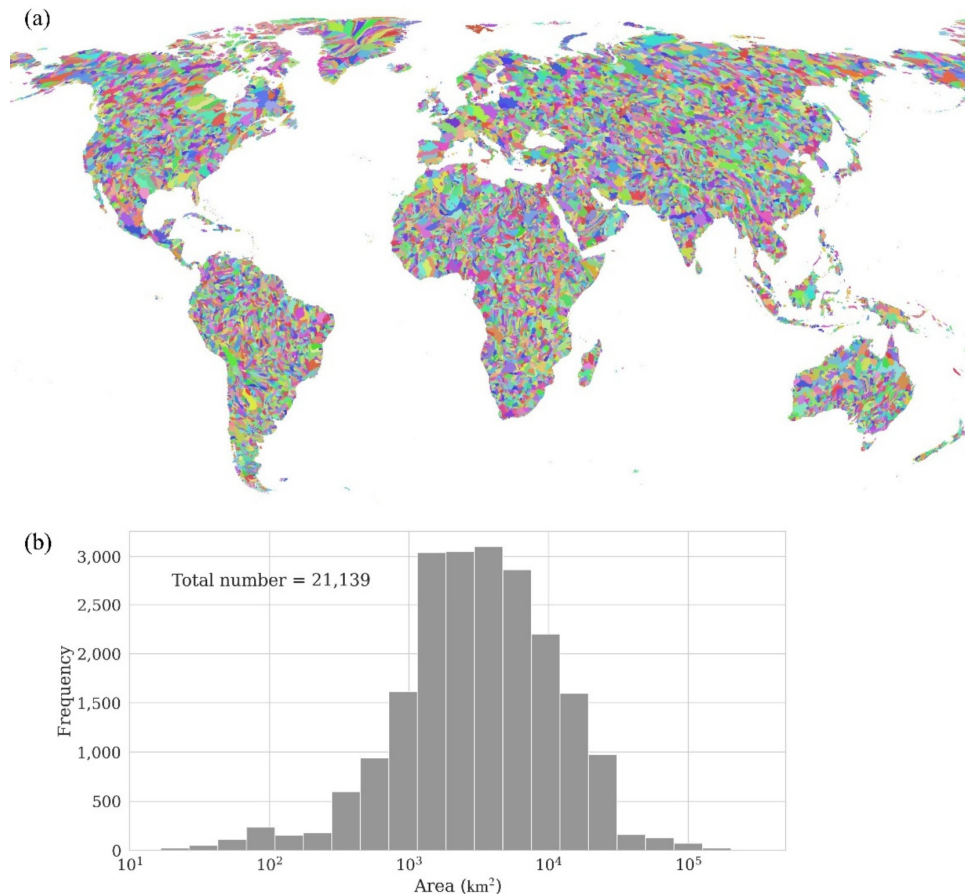 (a)
(b)
3,000
Total number = 21,139
2,500
2,000
1,500
1,000
500
0
Frequency
10¹
10²
10³
10⁴
10⁵
Area (km²)